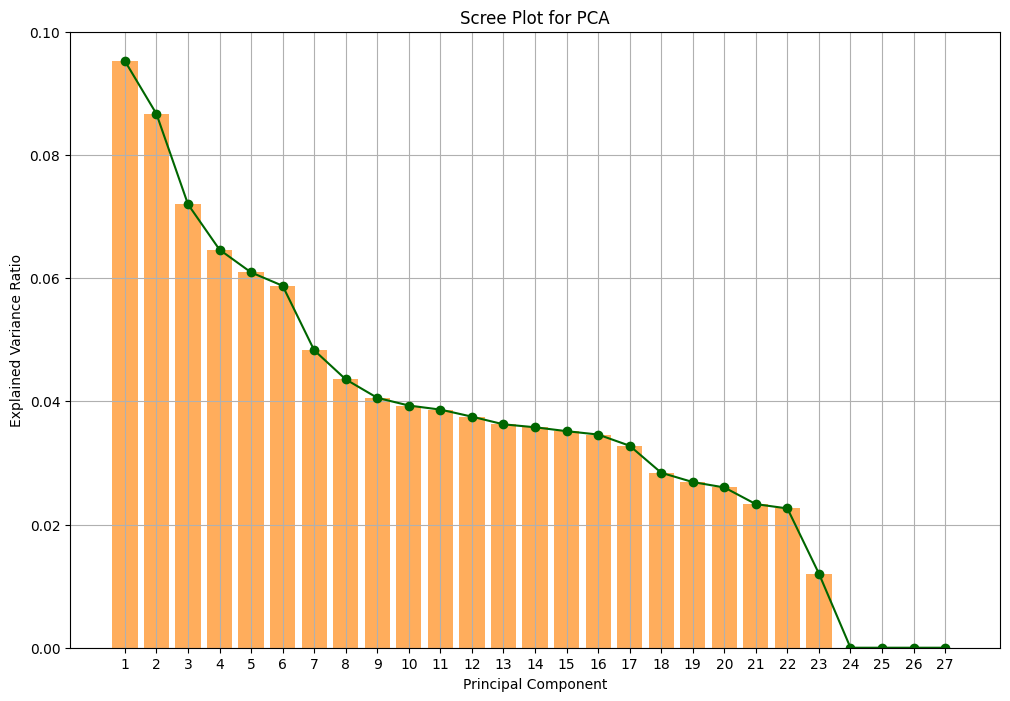 Scree Plot for PCA
Explained Variance Ratio
0.10
0.08
0.06
0.04
0.02
0.00
1 2 3 4 5 6 7 8 9 10 11 12 13 14 15 16 17 18 19 20 21 22 23 24 25 26 27
Principal Component